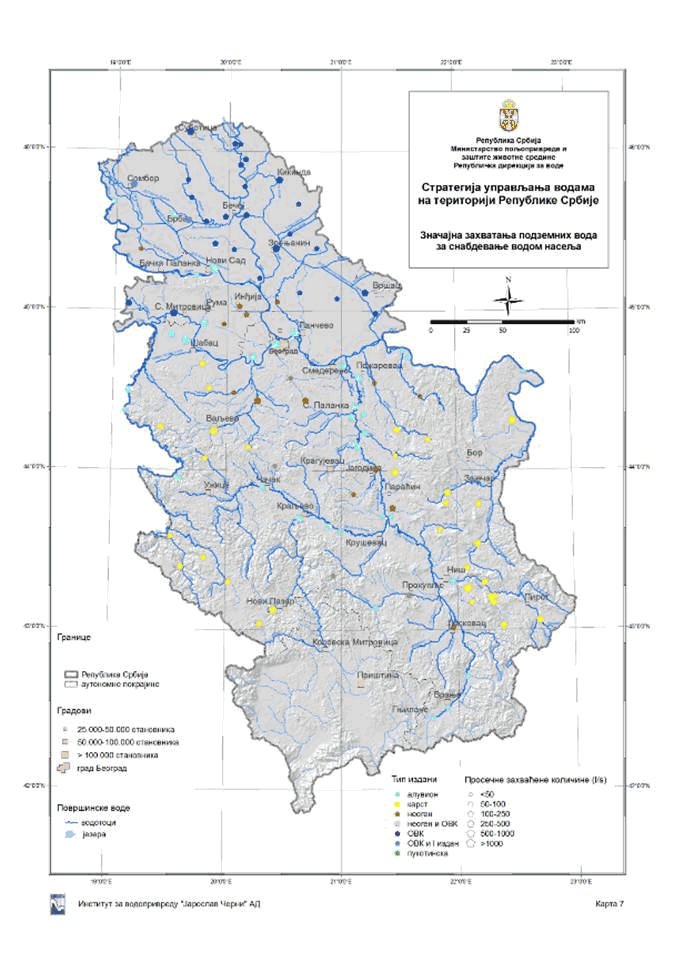 19°0'0"E 20°0'0"E 21°0'0"E 22°0'0"E 23°0'0"E
Република Србија
Министарство пољопривреде и
заштите животне средине
Републичка дирекција за воде
Стратегија управљања водама
на територији Републике Србије
Значајна захватања подземних вода
за снабдевање водом насеља
N
km
0 25 50 100
Суботица
Сомбор
Кикинда
Бечеј
Врбас
Зрењанин
Бачка Паланка
Нови Сад
Вршац
С. Митровица
Рума
Инђија
Панчево
Шабац
Београд
Смедерево
Пожаревац
С. Паланка
Ваљево
Бор
Крагујевац
Јагодина
Зајечар
Ужице
Чачак
Параћин
Краљево
Крушевац
Ниш
Прокупље
Нови Пазар
Пирот
Лесковац
Косовска Митровица
Приштина
Врање
Гњилане
Границе
Република Србија
аутономне покрајине
Градови
25.000-50.000 становника
50.000-100.000 становника
> 100.000 становника
град Београд
Површинске воде
водотоци
језера
Тип издани
алувион
карст
неоген
неоген и ОВК
ОВК
ОВК и I издан
пукотинска
Просечне захваћене количине (l/s)
<50
50-100
100-250
250-500
500-1000
>1000
19°0'0"E 20°0'0"E 21°0'0"E 22°0'0"E 23°0'0"E
Институт за водопривреду "Јарослав Черни" АД
Карта 7